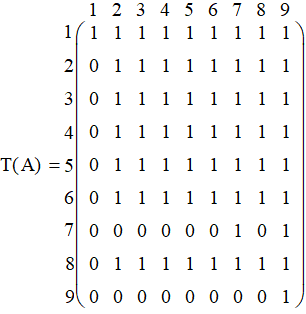 1 2 3 4 5 6 7 8 9
1 1 1 1 1 1 1 1 1 1
2 0 1 1 1 1 1 1 1 1
3 0 1 1 1 1 1 1 1 1
4 0 1 1 1 1 1 1 1 1
T(A) = 5 0 1 1 1 1 1 1 1 1
6 0 1 1 1 1 1 1 1 1
7 0 0 0 0 0 0 1 0 1
8 0 1 1 1 1 1 1 1 1
9 0 0 0 0 0 0 0 0 1